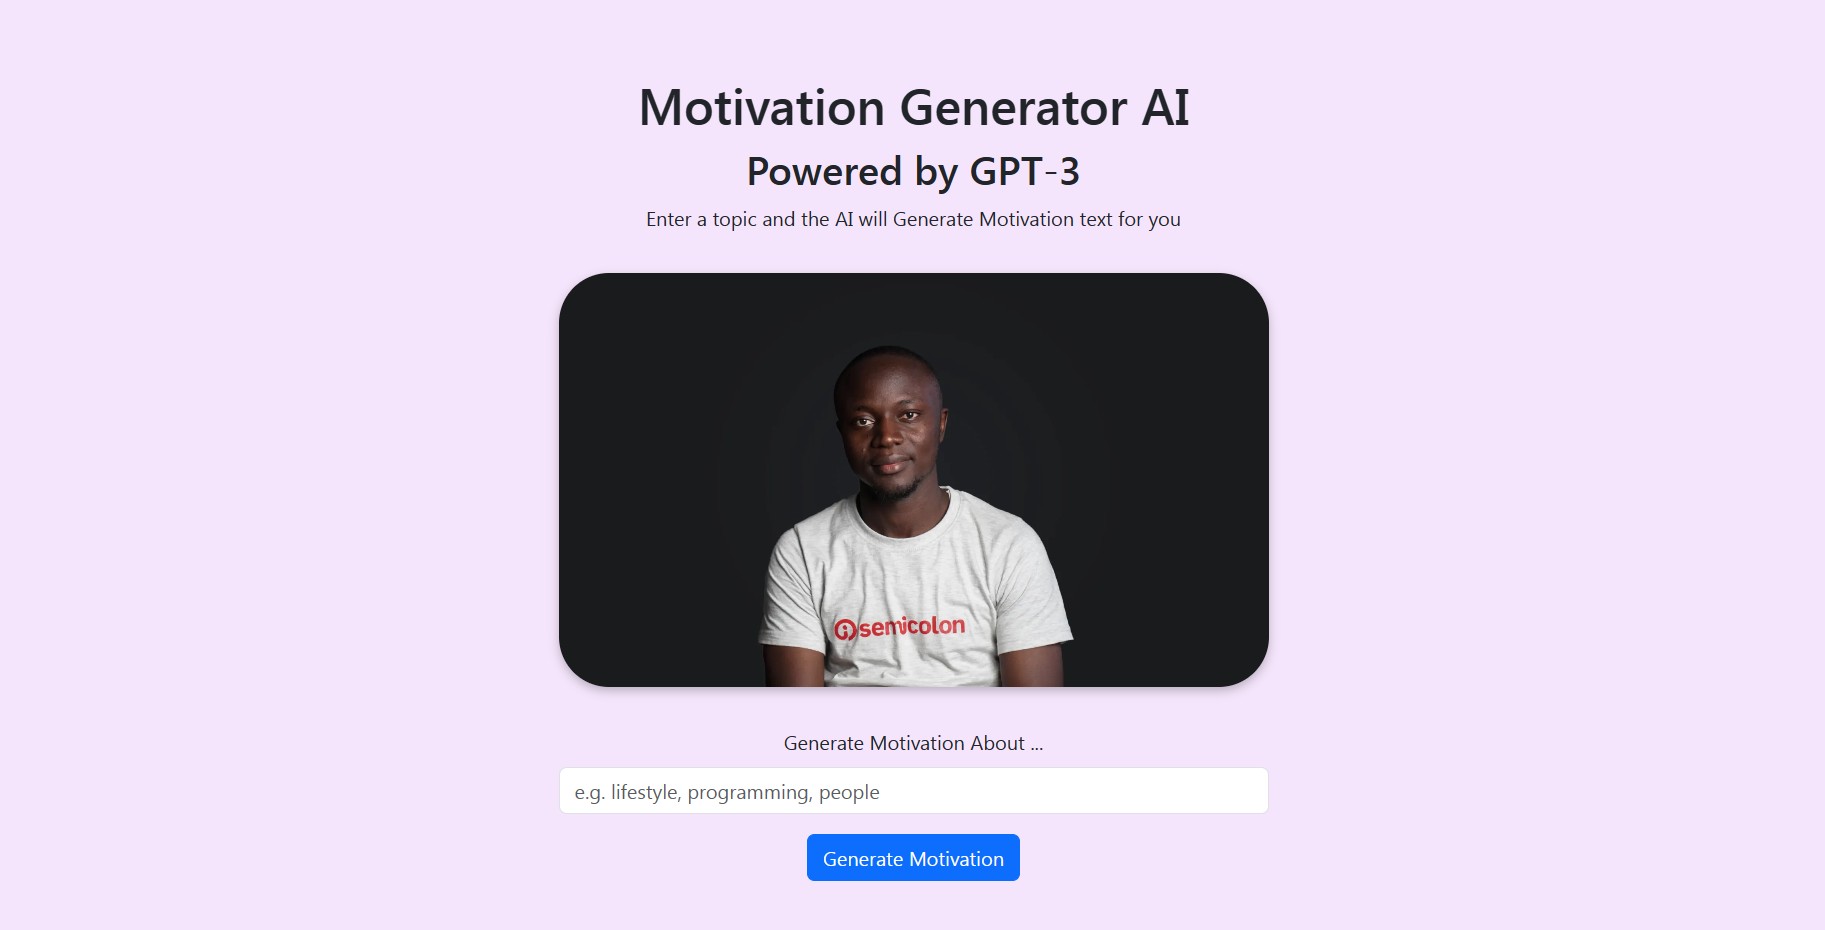 Motivation Generator AI
Powered by GPT-3
Enter a topic and the AI will Generate Motivation text for you
semicolon
Generate Motivation About ...
e.g. lifestyle, programming, people
Generate Motivation